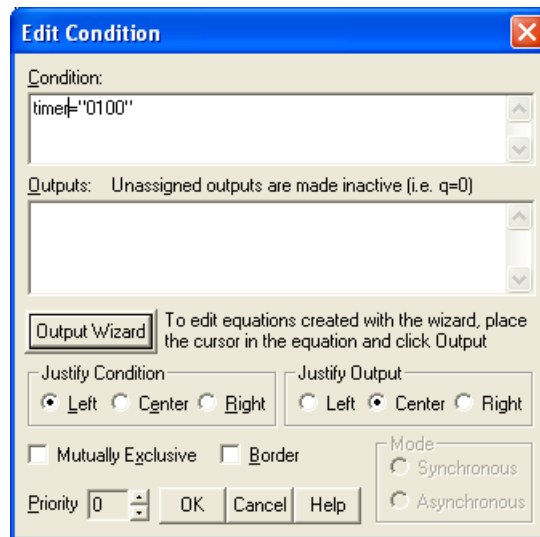 Edit Condition
Condition:
timer="0100"
Outputs: Unassigned outputs are made inactive (i.e. q=0)
Output Wizard
To edit equations created with the wizard, place
the cursor in the equation and click Output
Justify Condition
Left Center Right
Justify Output
Left Center Right
Mutually Exclusive Border
Mode
Synchronous
Asynchronous
Priority 0 OK Cancel Help